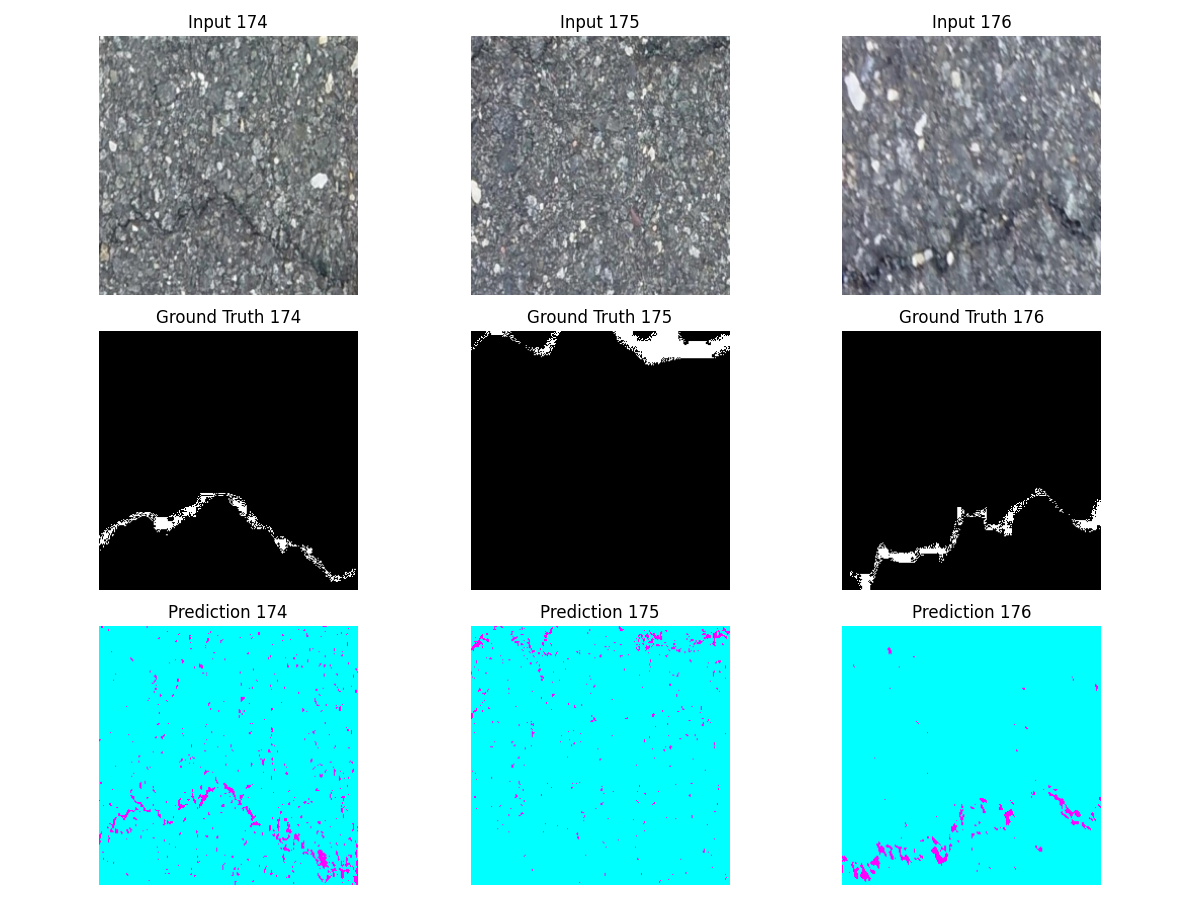 Input 174
Input 175
Input 176
Ground Truth 174
Ground Truth 175
Ground Truth 176
Prediction 174
Prediction 175
Prediction 176